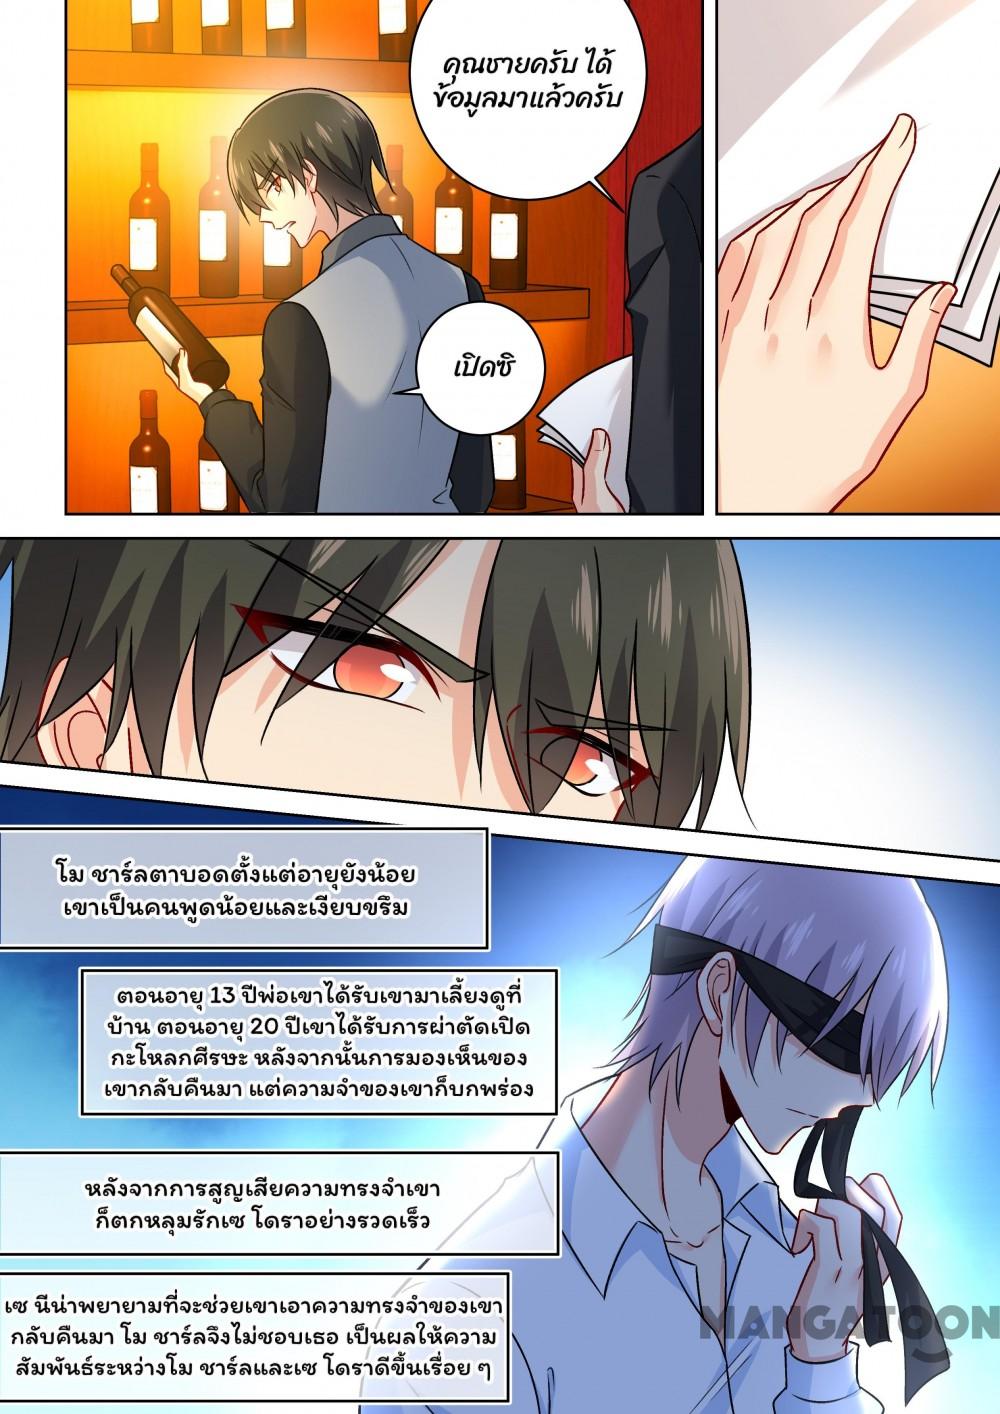 คุณชายครับ ได้
ข้อมูลมาแล้วครับ
เปิดซิ
โม ชาร์ลตาบอดตั้งแต่อายุยังน้อย
เขาเป็นคนพูดน้อยและเงียบขรึม
ตอนอายุ 13 ปีพ่อเขาได้รับเขามาเลี้ยงดูที่
บ้าน ตอนอายุ 20 ปีเขาได้รับการผ่าตัดเปิด
กะโหลกศีรษะ หลังจากนั้นการมองเห็นของ
เขากลับคืนมา แต่ความจำของเขาก็บกพร่อง
หลังจากการสูญเสียความทรงจำเขา
ก็ตกหลุมรักเซ โดราอย่างรวดเร็ว
เซ นีน่าพยายามที่จะช่วยเขาเอาความทรงจำของเขา
กลับคืนมา โม ชาร์ลจึงไม่ชอบเธอ เป็นผลให้ความ
สัมพันธ์ระหว่างโม ชาร์ลและเซ โดราดีขึ้นเรื่อย ๆ
MANGATOON